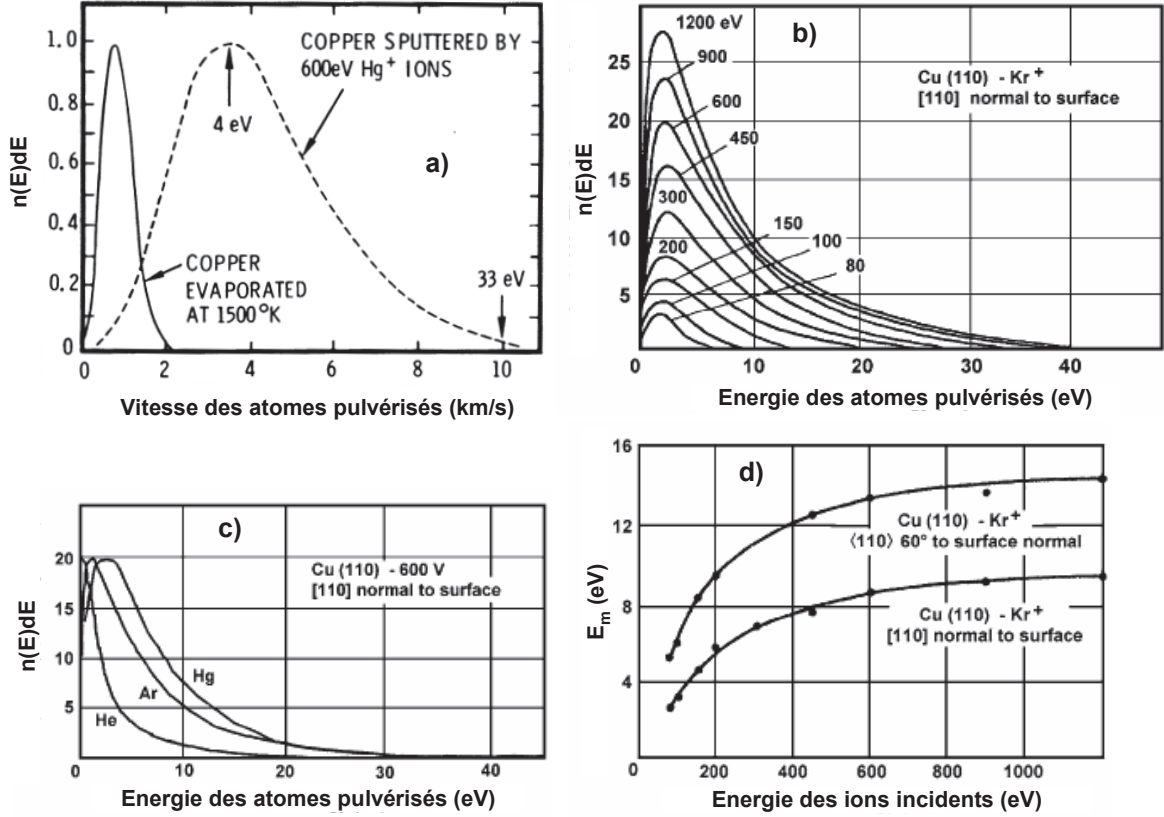 n(E)dE
1.0
0.8
0.6
0.4
0.2
0
COPPER SPUTTERED BY
600eV Hg+ IONS
4 eV
a)
COPPER
EVAPORATED
AT 1500°K
33 eV
0 2 4 6 8 10
Vitesse des atomes pulvérisés (km/s)
n(E)dE
25
20
15
10
5
1200 eV
900
600
450
300
200
150
100
80
b)
Cu (110) - Kr+
[110] normal to surface
0 10 20 30 40
Energie des atomes pulvérisés (eV)
n(E)dE
20
15
10
5
c)
Cu (110) - 600 V
[110] normal to surface
Hg
Ar
He
0 10 20 30 40
Energie des atomes pulvérisés (eV)
Em (eV)
16
12
8
4
d)
Cu (110) - Kr+
⟨110⟩ 60° to surface normal
Cu (110) - Kr+
[110] normal to surface
0 200 400 600 800 1000
Energie des ions incidents (eV)